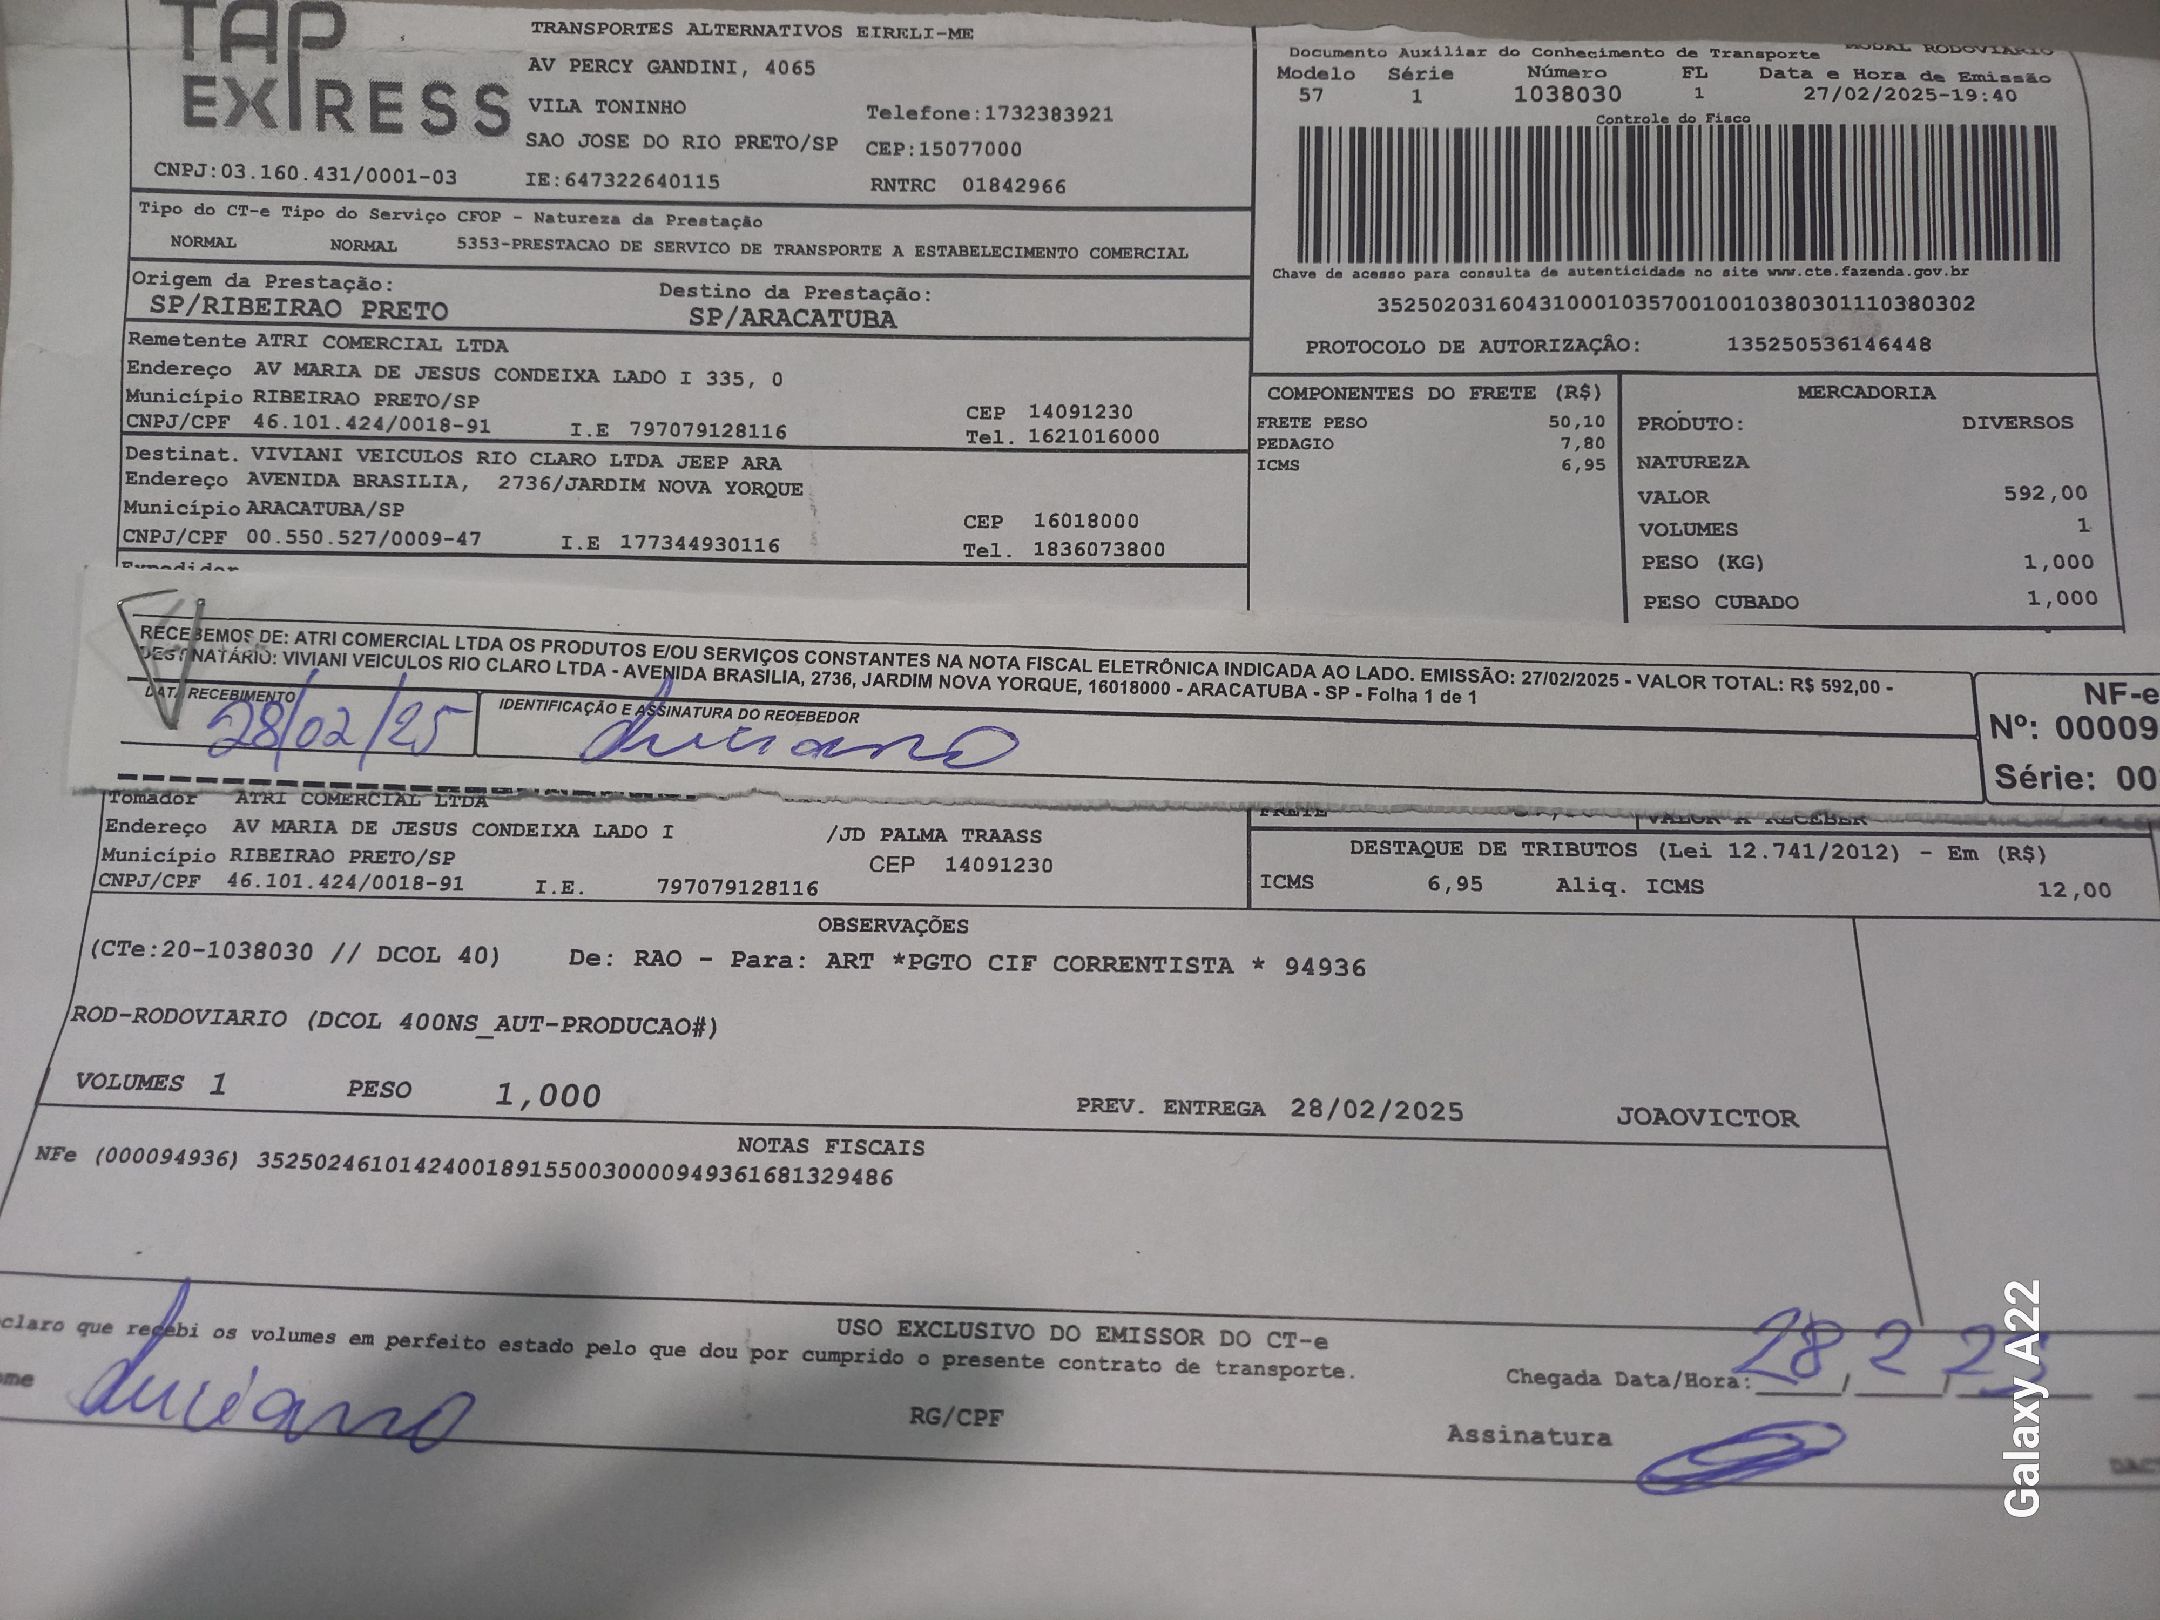 TAP
EXPRESS
TRANSPORTES ALTERNATIVOS EIRELI-ME
AV PERCY GANDINI, 4065
VILA TONINHO Telefone:1732383921
SAO JOSE DO RIO PRETO/SP CEP:15077000
CNPJ:03.160.431/0001-03 IE:647322640115 RNTRC 01842966
MODAL RODOVIARIO
Documento Auxiliar do Conhecimento de Transporte
Modelo Série Número FL Data e Hora de Emissão
57 1 1038030 1 27/02/2025-19:40
Controle do Fisco
Chave de acesso para consulta de autenticidade no site www.cte.fazenda.gov.br
35250203160431000103570010010380301110380302
PROTOCOLO DE AUTORIZAÇÃO: 135250536146448
Tipo do CT-e Tipo do Serviço CFOP - Natureza da Prestação
NORMAL NORMAL 5353-PRESTACAO DE SERVICO DE TRANSPORTE A ESTABELECIMENTO COMERCIAL
Origem da Prestação: Destino da Prestação:
SP/RIBEIRAO PRETO SP/ARACATUBA
Remetente ATRI COMERCIAL LTDA
Endereço AV MARIA DE JESUS CONDEIXA LADO I 335, 0
Município RIBEIRAO PRETO/SP CEP 14091230
CNPJ/CPF 46.101.424/0018-91 I.E 797079128116 Tel. 1621016000
Destinat. VIVIANI VEICULOS RIO CLARO LTDA JEEP ARA
Endereço AVENIDA BRASILIA, 2736/JARDIM NOVA YORQUE
Município ARACATUBA/SP CEP 16018000
CNPJ/CPF 00.550.527/0009-47 I.E 177344930116 Tel. 1836073800
Expedidor
COMPONENTES DO FRETE (R$)
FRETE PESO 50,10
PEDAGIO 7,80
ICMS 6,95
MERCADORIA
PRODUTO: DIVERSOS
NATUREZA
VALOR 592,00
VOLUMES 1
PESO (KG) 1,000
PESO CUBADO 1,000
RECEBEMOS DE: ATRI COMERCIAL LTDA OS PRODUTOS E/OU SERVIÇOS CONSTANTES NA NOTA FISCAL ELETRÔNICA INDICADA AO LADO. EMISSÃO: 27/02/2025 - VALOR TOTAL: R$ 592,00 -
DESTINATÁRIO: VIVIANI VEICULOS RIO CLARO LTDA - AVENIDA BRASILIA, 2736, JARDIM NOVA YORQUE, 16018000 - ARACATUBA - SP - Folha 1 de 1
DATA RECEBIMENTO IDENTIFICAÇÃO E ASSINATURA DO RECEBEDOR
28/02/25 Luciano
NF-e
Nº: 00009
Série: 00
Tomador ATRI COMERCIAL LTDA
Endereço AV MARIA DE JESUS CONDEIXA LADO I /JD PALMA TRAASS
Município RIBEIRAO PRETO/SP CEP 14091230
CNPJ/CPF 46.101.424/0018-91 I.E. 797079128116
FRETE VALOR A RECEBER
DESTAQUE DE TRIBUTOS (Lei 12.741/2012) - Em (R$)
ICMS 6,95 Aliq. ICMS 12,00
OBSERVAÇÕES
(CTe:20-1038030 // DCOL 40) De: RAO - Para: ART *PGTO CIF CORRENTISTA * 94936
ROD-RODOVIARIO (DCOL 400NS_AUT-PRODUCAO#)
VOLUMES 1 PESO 1,000 PREV. ENTREGA 28/02/2025 JOAOVICTOR
NOTAS FISCAIS
NFe (000094936) 35250246101424001891550030000949361681329486
USO EXCLUSIVO DO EMISSOR DO CT-e
claro que recebi os volumes em perfeito estado pelo que dou por cumprido o presente contrato de transporte.
ome Luciano RG/CPF
Chegada Data/Hora: 28/2/25
Assinatura
DAC
Galaxy A22